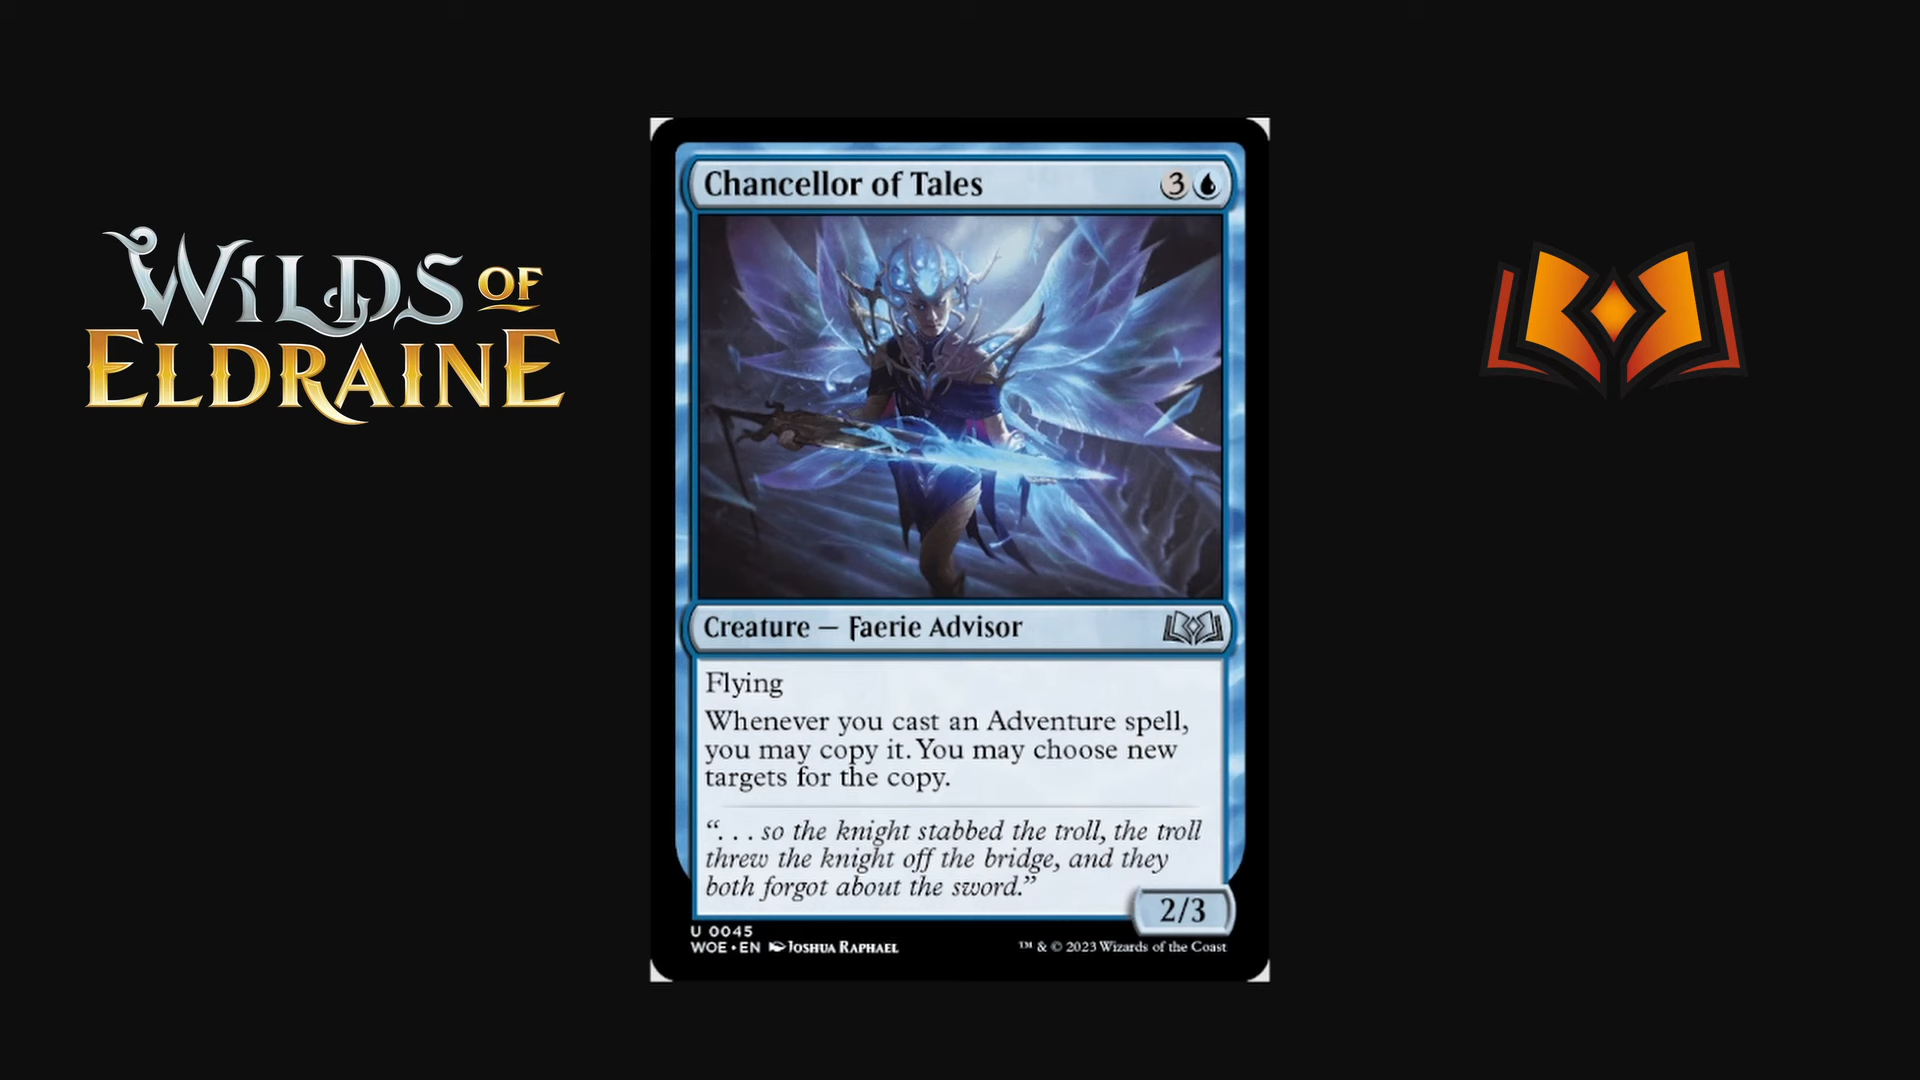 WILDS OF
ELDRAINE
Chancellor of Tales 3
Creature — Faerie Advisor
Flying
Whenever you cast an Adventure spell,
you may copy it. You may choose new
targets for the copy.
“. . . so the knight stabbed the troll, the troll
threw the knight off the bridge, and they
both forgot about the sword.”
2/3
U 0045
WOE • EN JOSHUA RAPHAEL
™ & © 2023 Wizards of the Coast